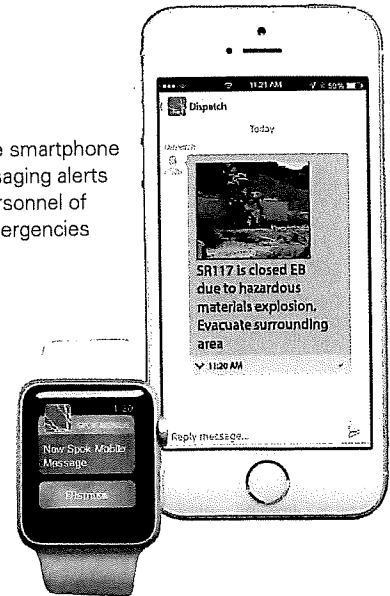 e smartphone
saging alerts
rsonnel of
ergencies
11:21 AM
50%
Dispatch
Today
SR117 is closed EB
due to hazardous
materials explosion.
Evacuate surrounding
area
11:20 AM
Reply message...
New Spok Mobile
Message
Dismiss